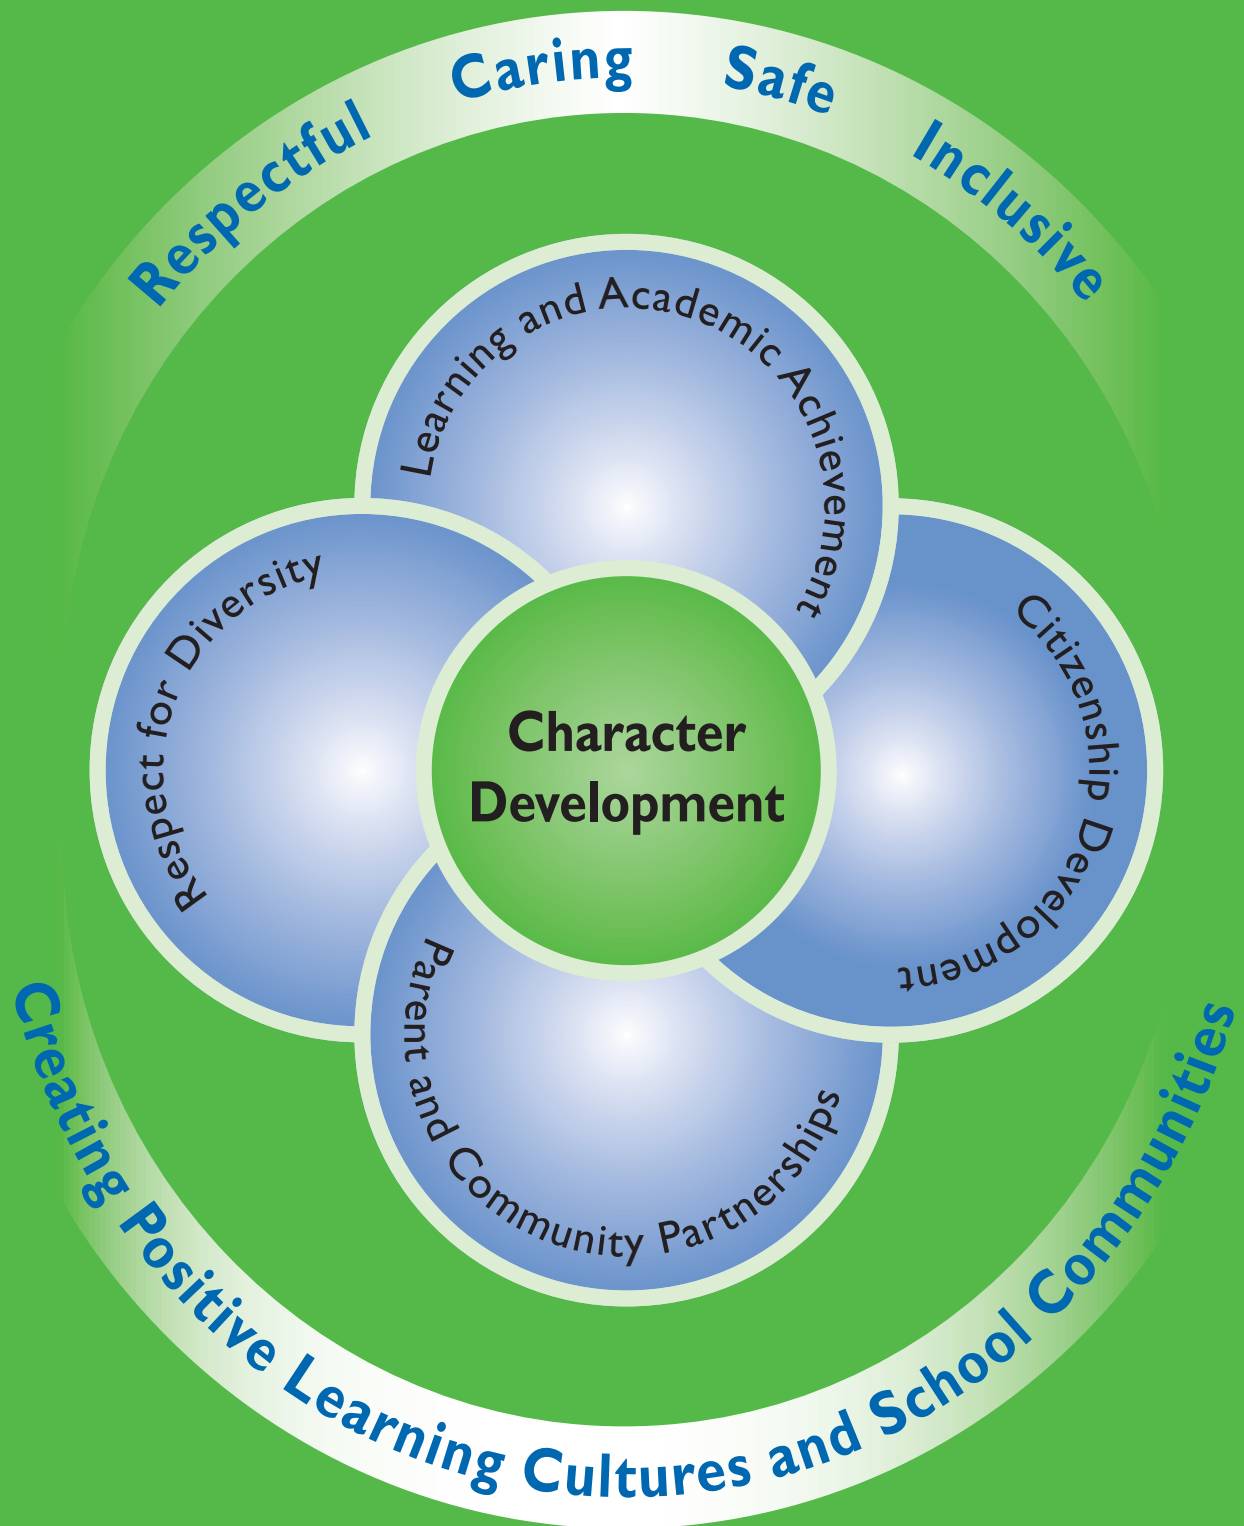 Respectful Caring Safe Inclusive
Learning and Academic Achievement
Respect for Diversity
Citizenship Development
Character
Development
Parent and Community Partnerships
Creating Positive Learning Cultures and School Communities